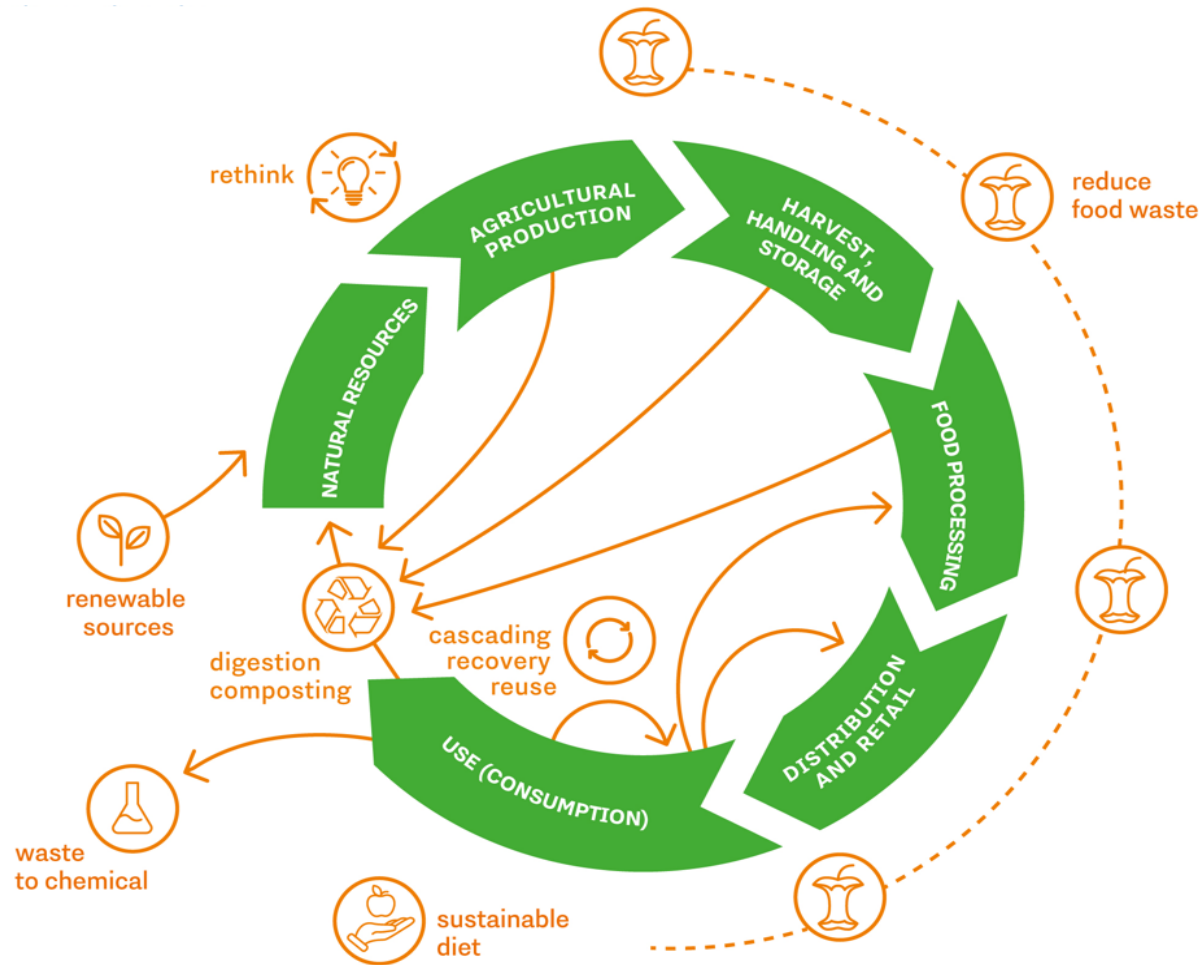 rethink
AGRICULTURAL
PRODUCTION
HARVEST,
HANDLING AND
STORAGE
reduce
food waste
NATURAL RESOURCES
FOOD PROCESSING
renewable
sources
digestion
composting
cascading
recovery
reuse
DISTRIBUTION
AND RETAIL
USE (CONSUMPTION)
waste
to chemical
sustainable
diet